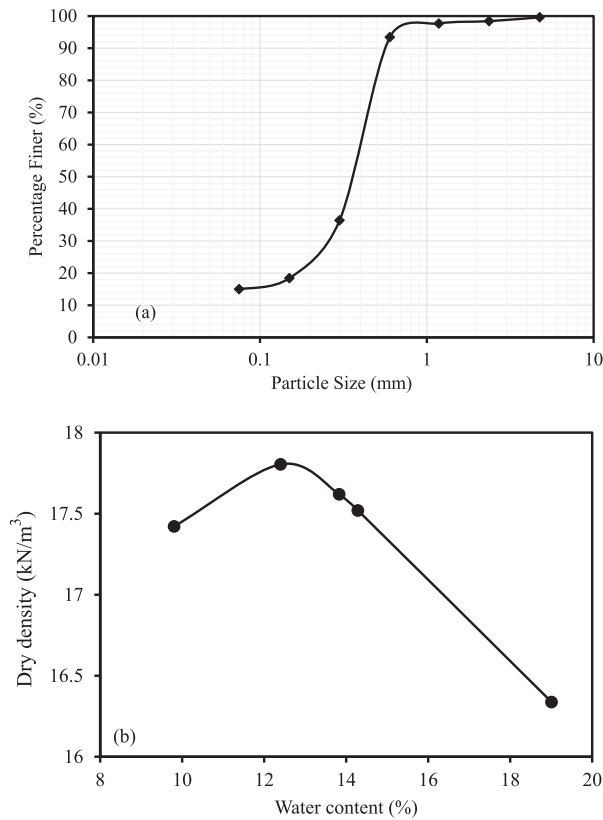 100
90
80
70
60
50
40
30
20
10
0
Percentage Finer (%)
(a)
0.01 0.1 1 10
Particle Size (mm)
18
17.5
17
16.5
16
Dry density (kN/m³)
(b)
8 10 12 14 16 18 20
Water content (%)